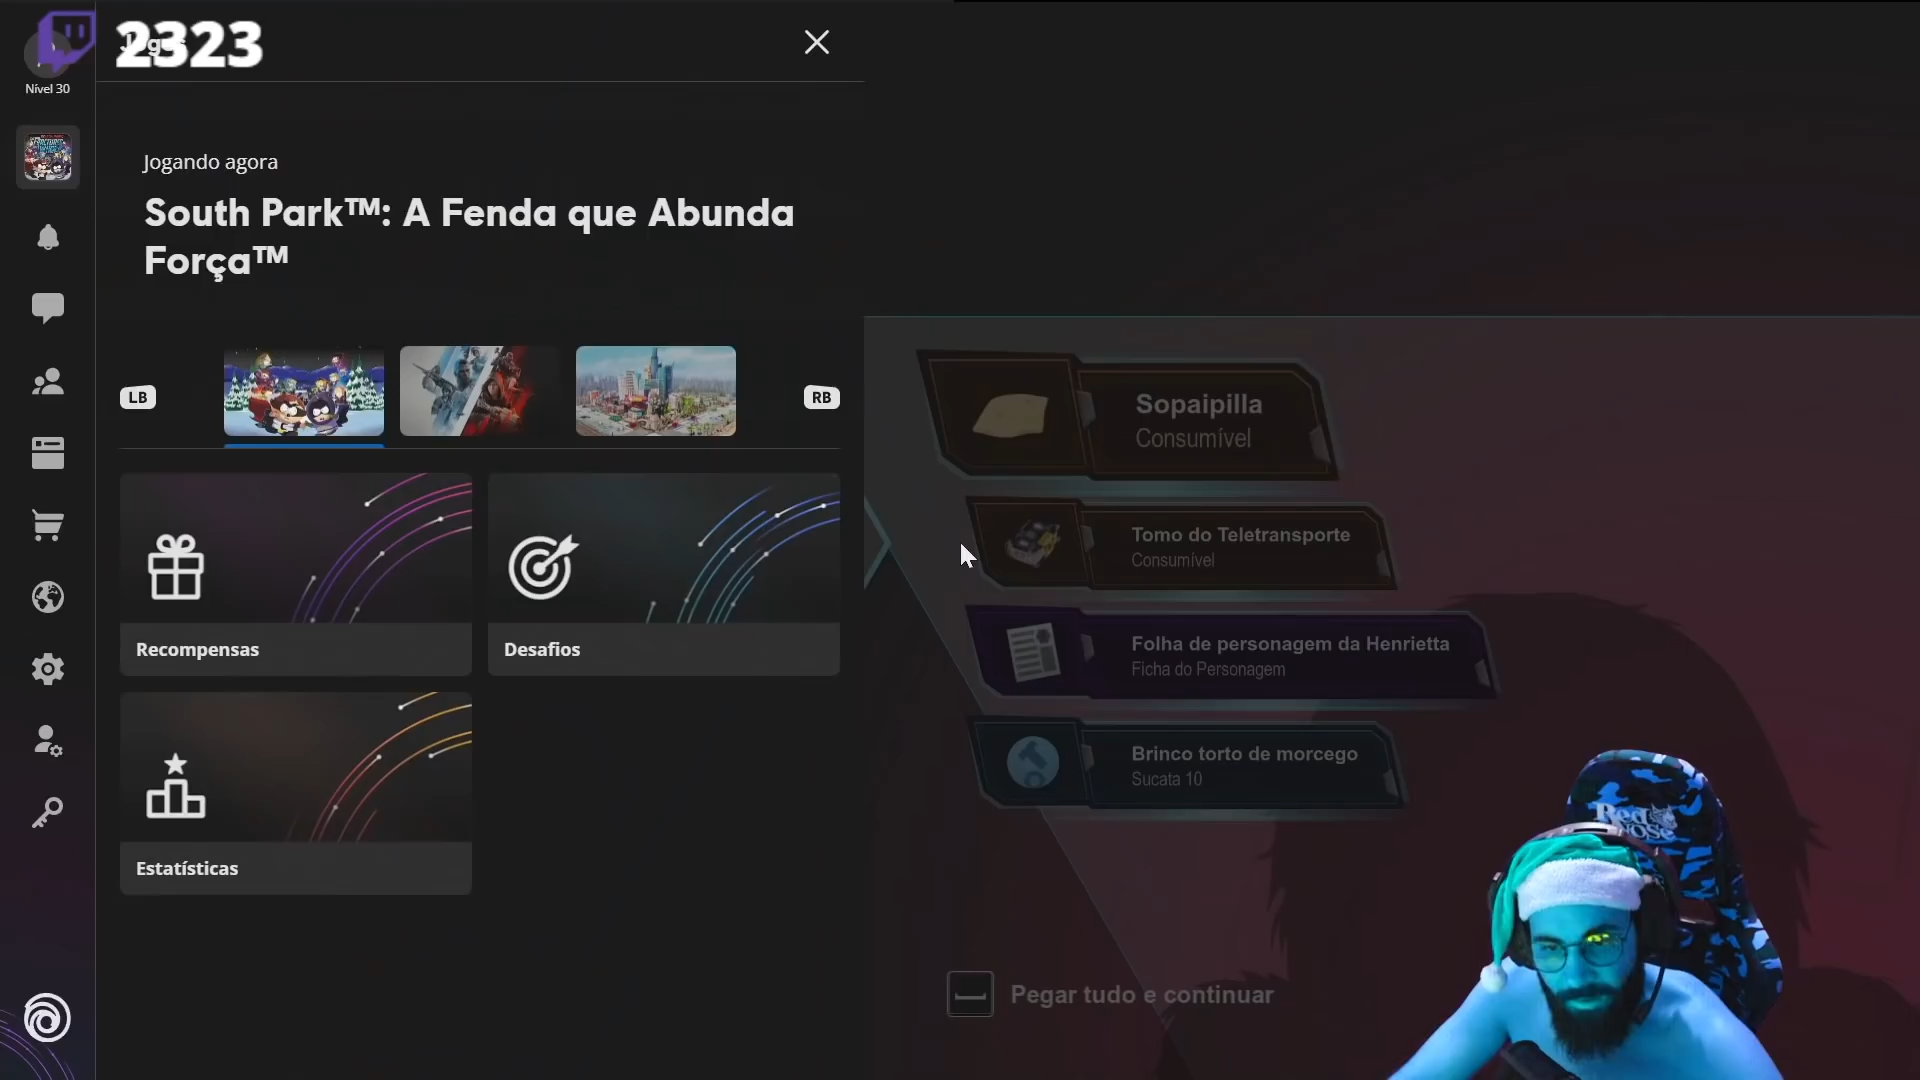 2323
Nível 30
Jogando agora
South Park™: A Fenda que Abunda
Força™
LB
RB
Recompensas
Desafios
Estatísticas
Sopaipilla
Consumível
Tomo do Teletransporte
Consumível
Folha de personagem da Henrietta
Ficha do Personagem
Brinco torto de morcego
Sucata 10
Pegar tudo e continuar
Red
Nose